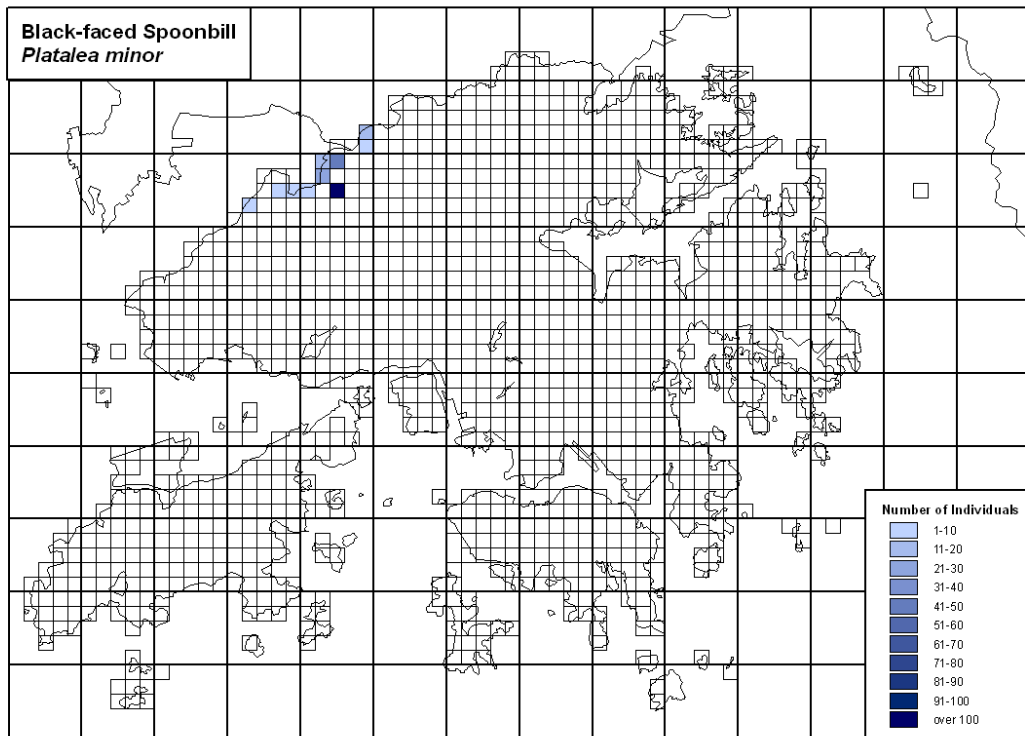 Black-faced Spoonbill
Platalea minor
Number of Individuals
1-10
11-20
21-30
31-40
41-50
51-60
61-70
71-80
81-90
91-100
over 100